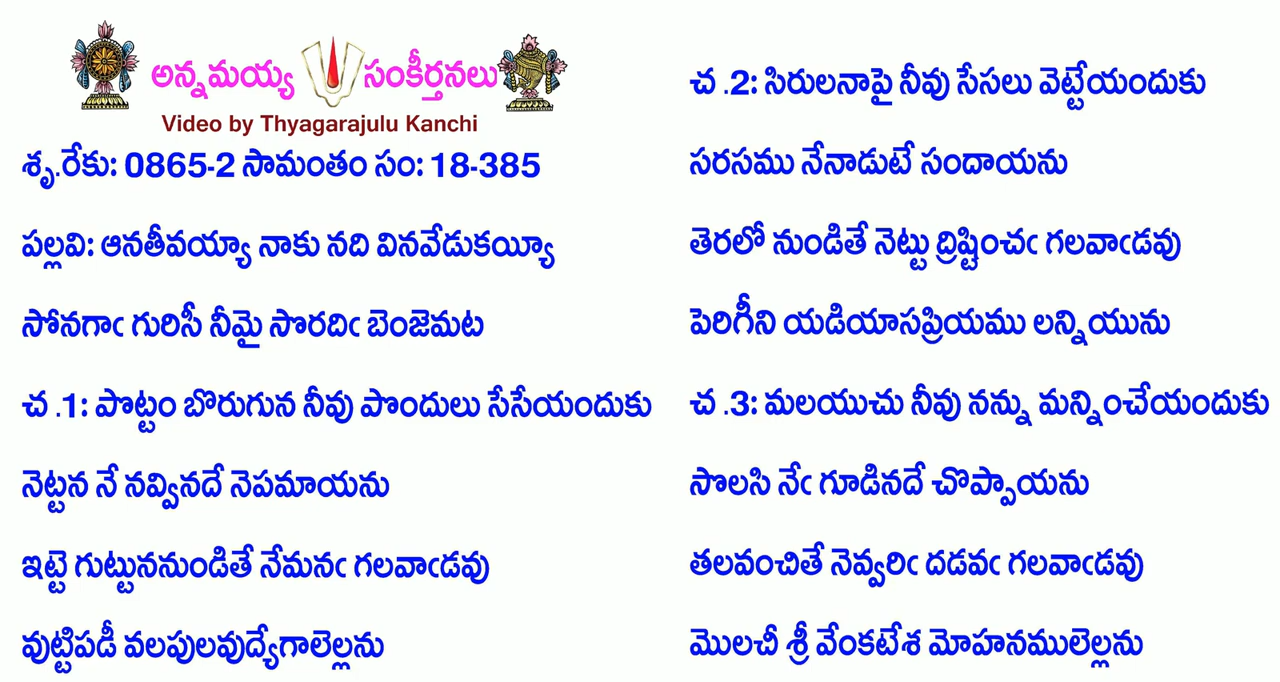 అన్నమయ్య సంకీర్తనలు
Video by Thyagarajulu Kanchi
శృ.రేకు: 0865-2 సామంతం సం: 18-385
పల్లవి: ఆనతీవయ్యా నాకు నది వినవేడుకయ్యీ
సోనగాఁ గురిసీ నీమై సొరదిఁ బెంజెమట
చ .1: పొట్టం బొరుగున నీవు పొందులు సేసేయందుకు
నెట్టన నే నవ్వినదే నెపమాయను
ఇట్టె గుట్టుననుండితే నేమనఁ గలవాఁడవు
వుట్టిపడీ వలపులవుద్యేగాలెల్లను
చ .2: సిరులనాపై నీవు సేసలు వెట్టేయందుకు
సరసము నేనాడుటే సందాయను
తెరలో నుండితే నెట్టు ద్రిష్టించఁ గలవాఁడవు
పెరిగీని యడియాసప్రియము లన్నియును
చ .3: మలయుచు నీవు నన్ను మన్నించేయందుకు
సొలసి నేఁ గూడినదే చొప్పాయను
తలవంచితే నెవ్వరిఁ దడవఁ గలవాఁడవు
మొలచీ శ్రీ వేంకటేశ మోహనములెల్లను